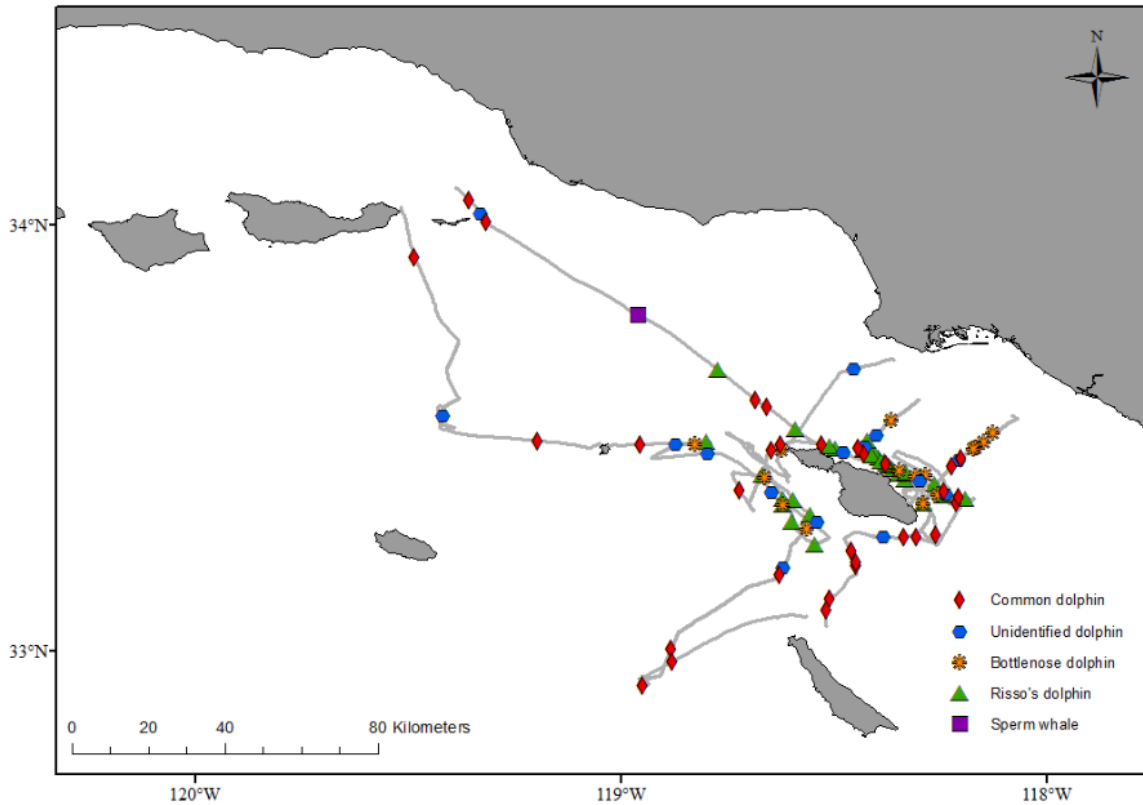 N
34°N
33°N
Common dolphin
Unidentified dolphin
Bottlenose dolphin
Risso's dolphin
Sperm whale
0 20 40 80 Kilometers
120°W 119°W 118°W